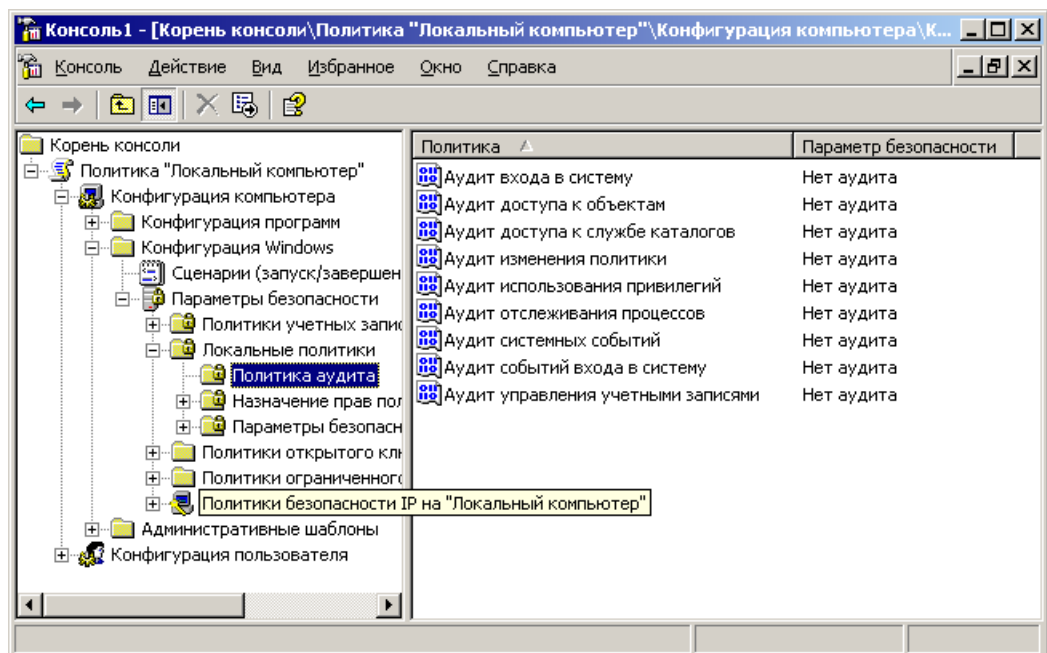 Консоль1 - [Корень консоли\Политика "Локальный компьютер"\Конфигурация компьютера\К...
Консоль Действие Вид Избранное Окно Справка
Корень консоли
Политика "Локальный компьютер"
Конфигурация компьютера
Конфигурация программ
Конфигурация Windows
Сценарии (запуск/завершен
Параметры безопасности
Политики учетных запис
Локальные политики
Политика аудита
Назначение прав пол
Параметры безопасн
Политики открытого клю
Политики ограниченного
Политики безопасности IP на "Локальный компьютер"
Административные шаблоны
Конфигурация пользователя
Политика Параметр безопасности
Аудит входа в систему Нет аудита
Аудит доступа к объектам Нет аудита
Аудит доступа к службе каталогов Нет аудита
Аудит изменения политики Нет аудита
Аудит использования привилегий Нет аудита
Аудит отслеживания процессов Нет аудита
Аудит системных событий Нет аудита
Аудит событий входа в систему Нет аудита
Аудит управления учетными записями Нет аудита